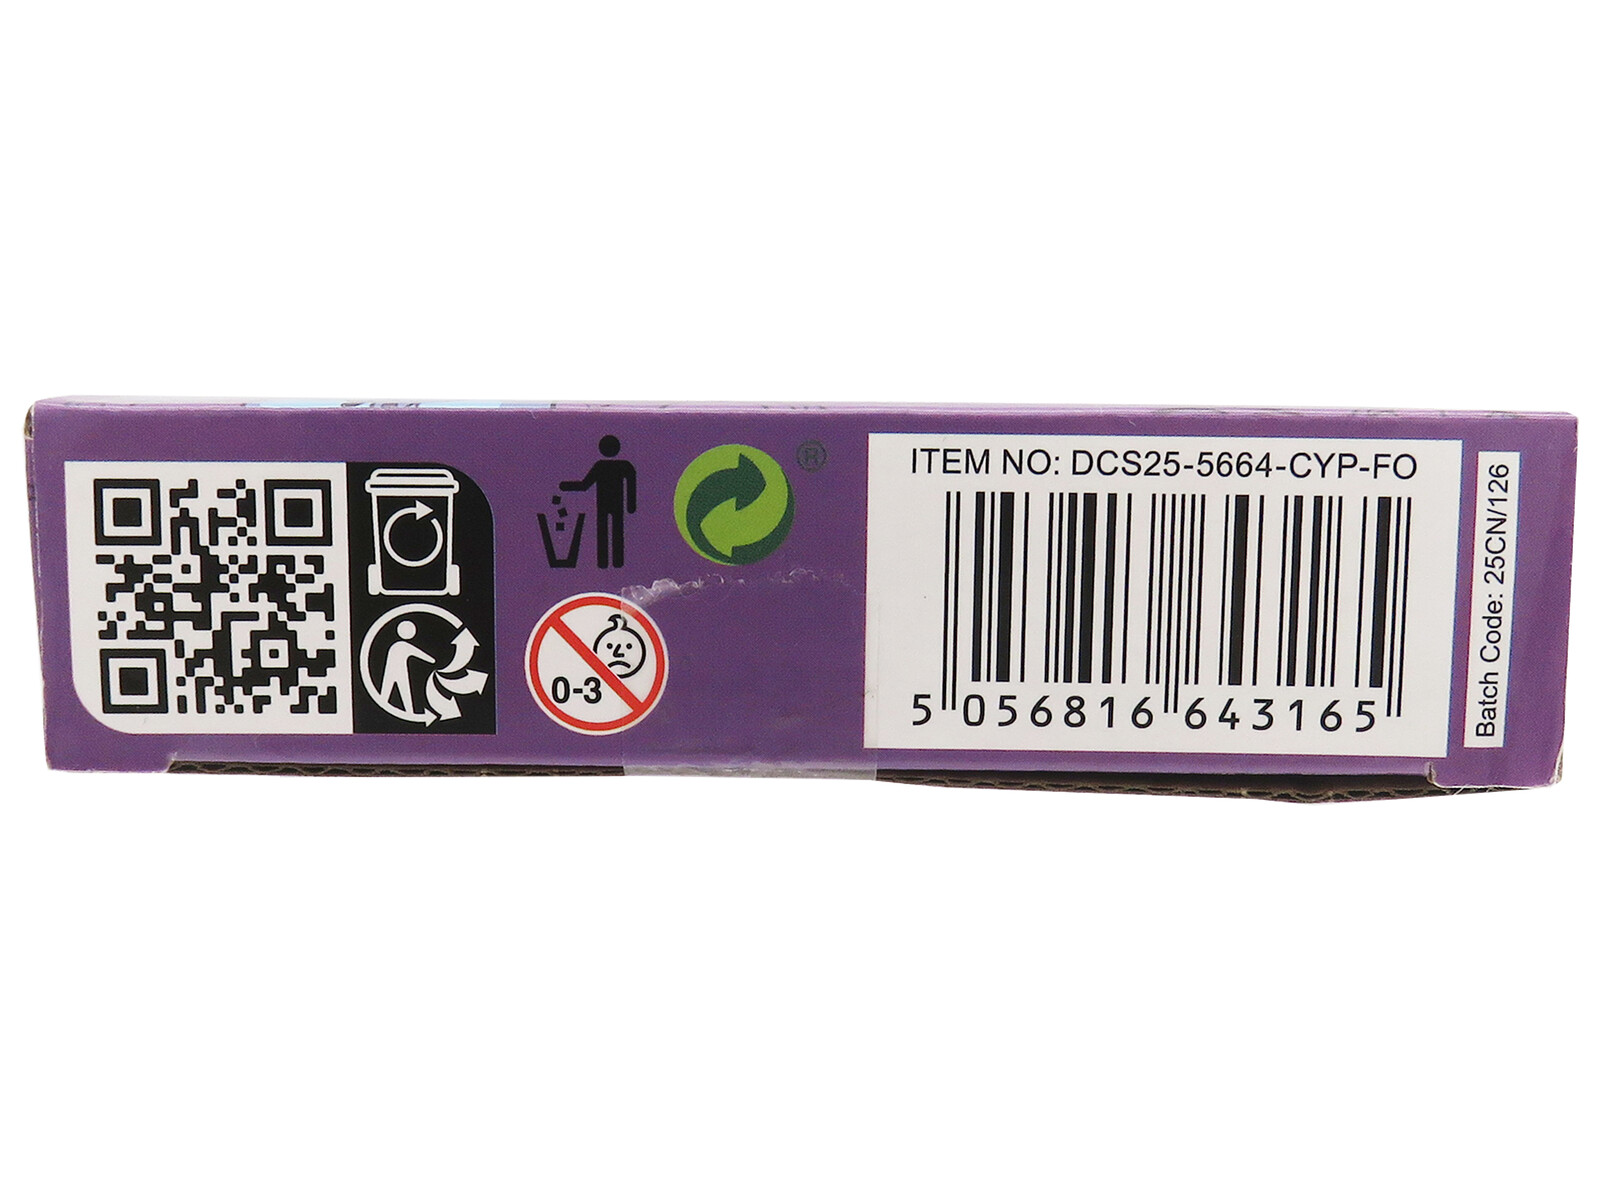 ITEM NO: DCS25-5664-CYP-FO
5 056816 643165
Batch Code: 25CN/126
0-3
®